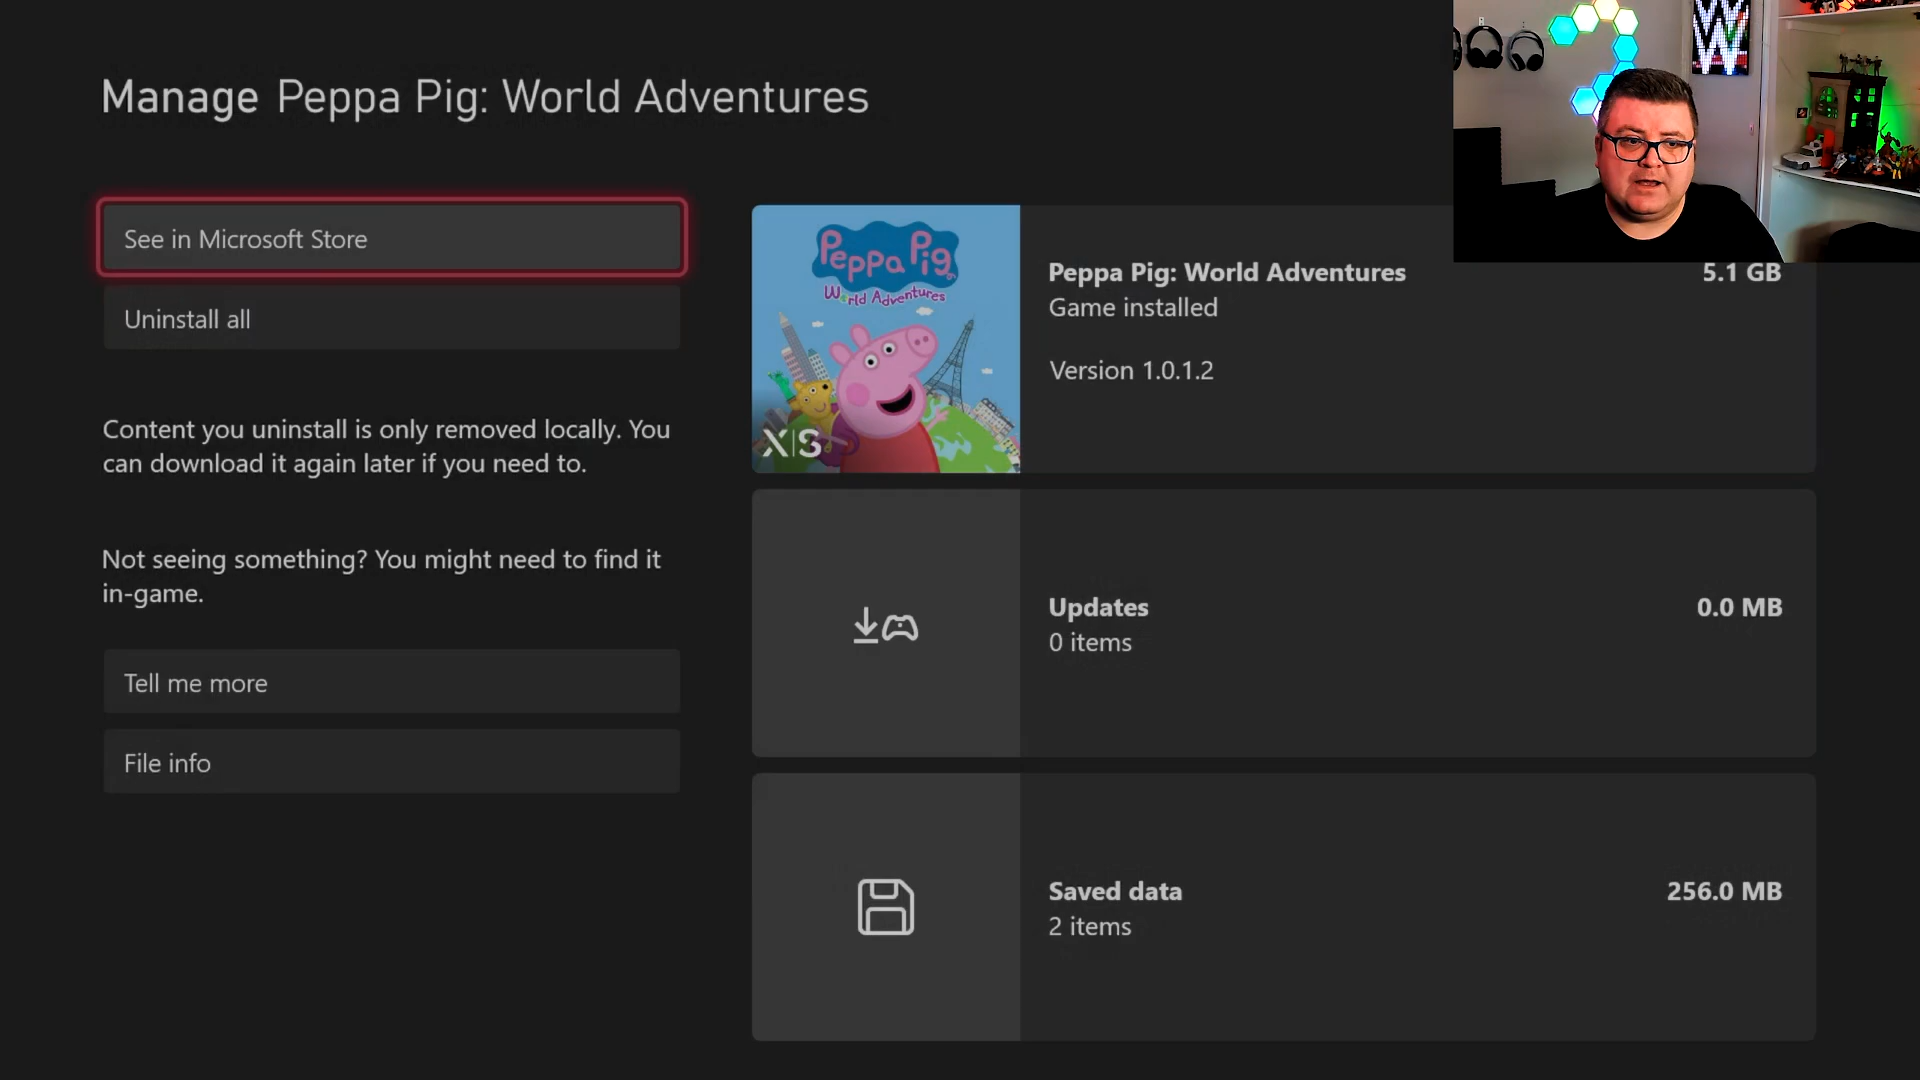 Manage Peppa Pig: World Adventures
See in Microsoft Store
Uninstall all
Content you uninstall is only removed locally. You
can download it again later if you need to.
Not seeing something? You might need to find it
in-game.
Tell me more
File info
Peppa Pig
World Adventures
X|S
Peppa Pig: World Adventures
5.1 GB
Game installed
Version 1.0.1.2
Updates
0.0 MB
0 items
Saved data
256.0 MB
2 items
W